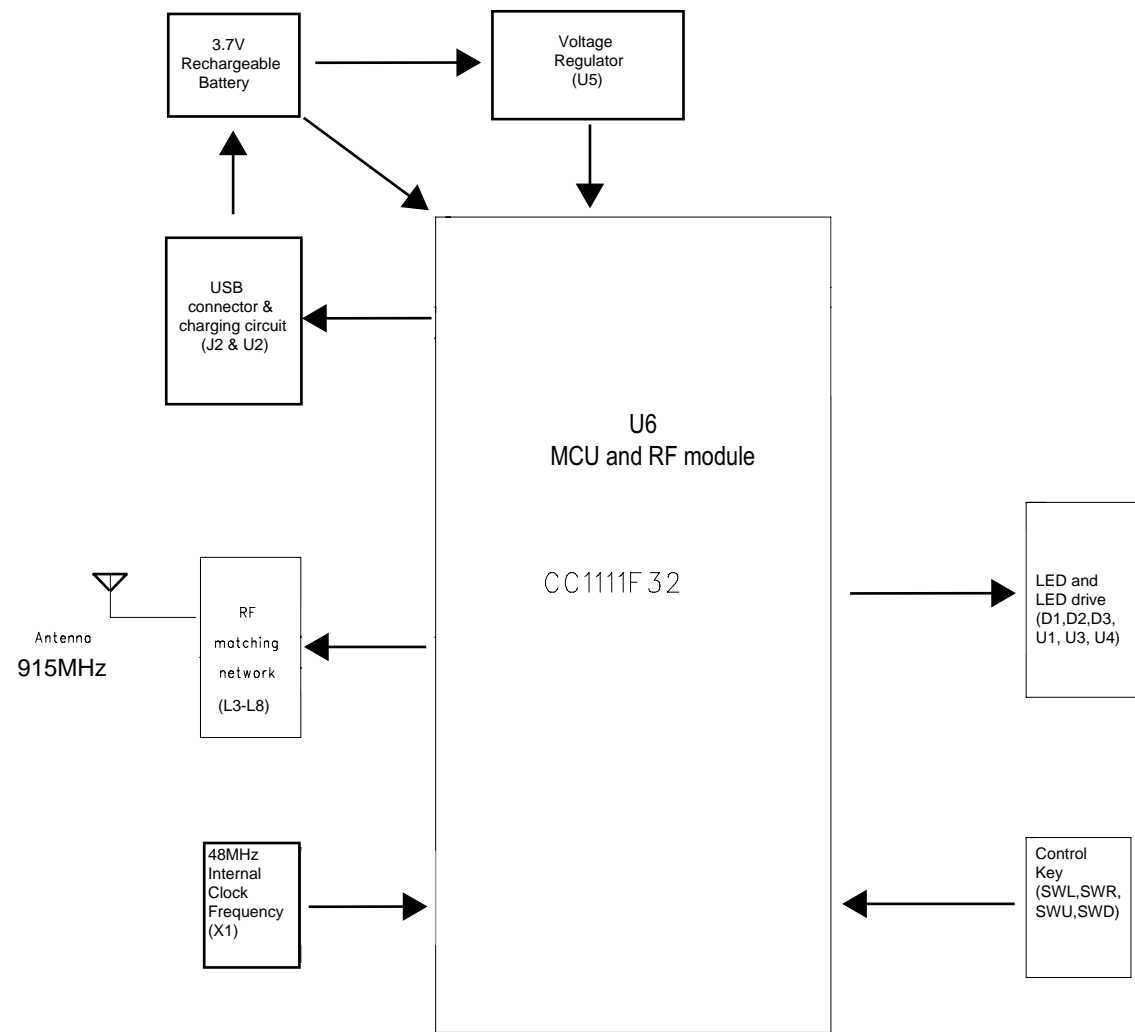 3.7V
Rechargeable
Battery
Voltage
Regulator
(U5)
USB
connector &
charging circuit
(J2 & U2)
U6
MCU and RF module
CC1111F32
Antenna
915MHz
RF
matching
network
(L3-L8)
LED and
LED drive
(D1,D2,D3,
U1, U3, U4)
48MHz
Internal
Clock
Frequency
(X1)
Control
Key
(SWL,SWR,
SWU,SWD)